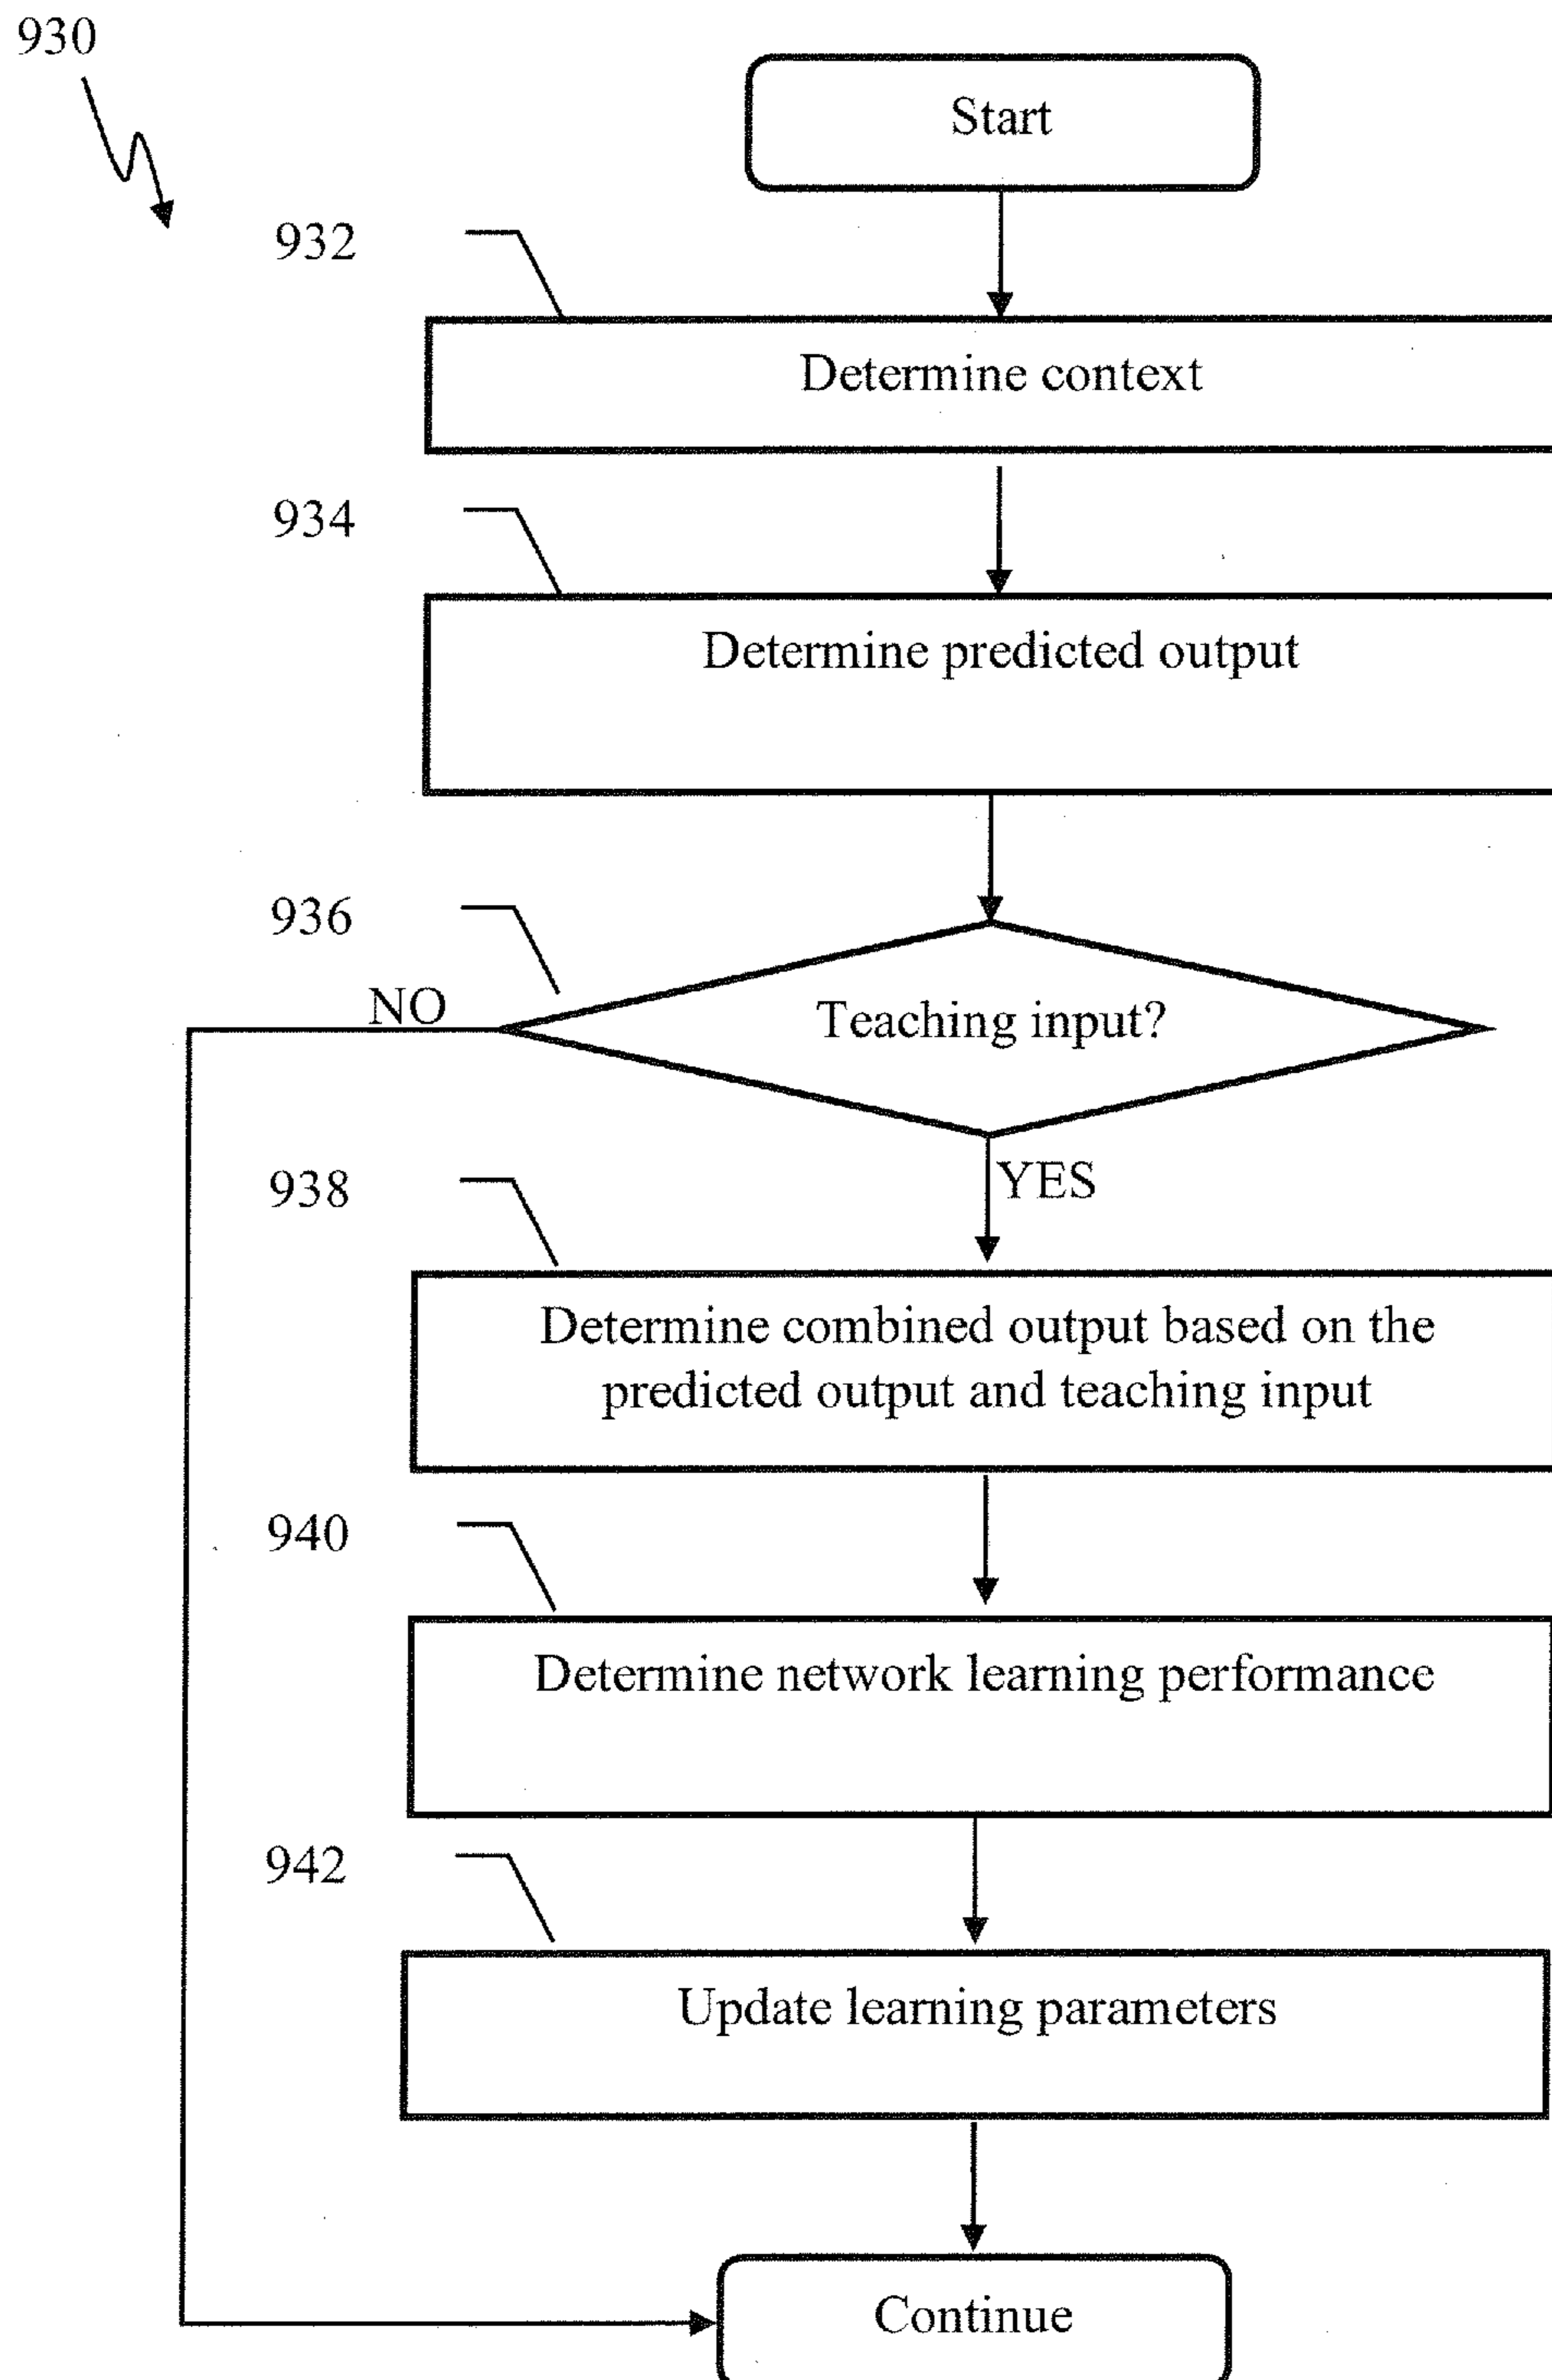 930
Start
932
Determine context
934
Determine predicted output
936
NO
Teaching input?
YES
938
Determine combined output based on the
predicted output and teaching input
940
Determine network learning performance
942
Update learning parameters
Continue